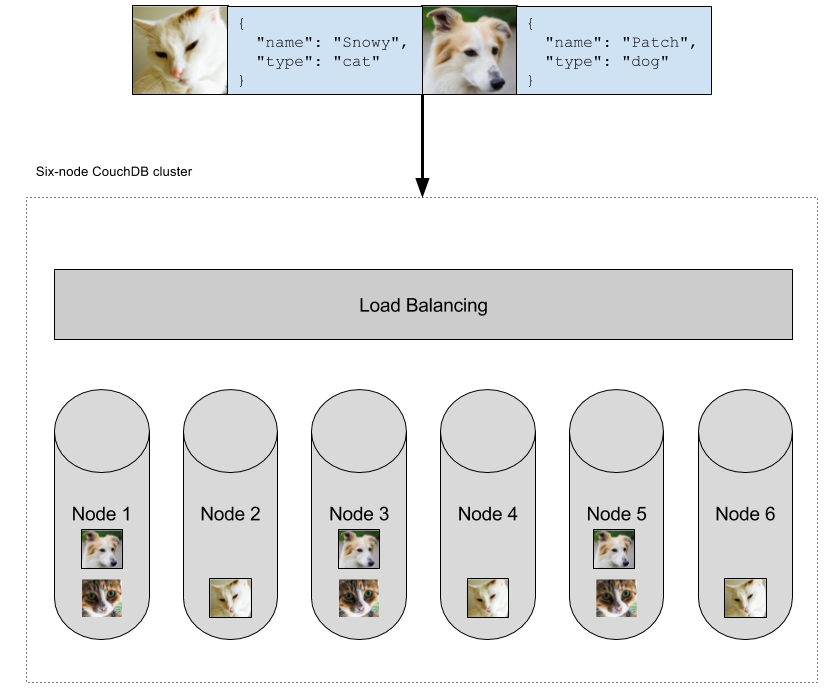 {
"name": "Snowy",
"type": "cat"
}
{
"name": "Patch",
"type": "dog"
}
Six-node CouchDB cluster
Load Balancing
Node 1
Node 2
Node 3
Node 4
Node 5
Node 6